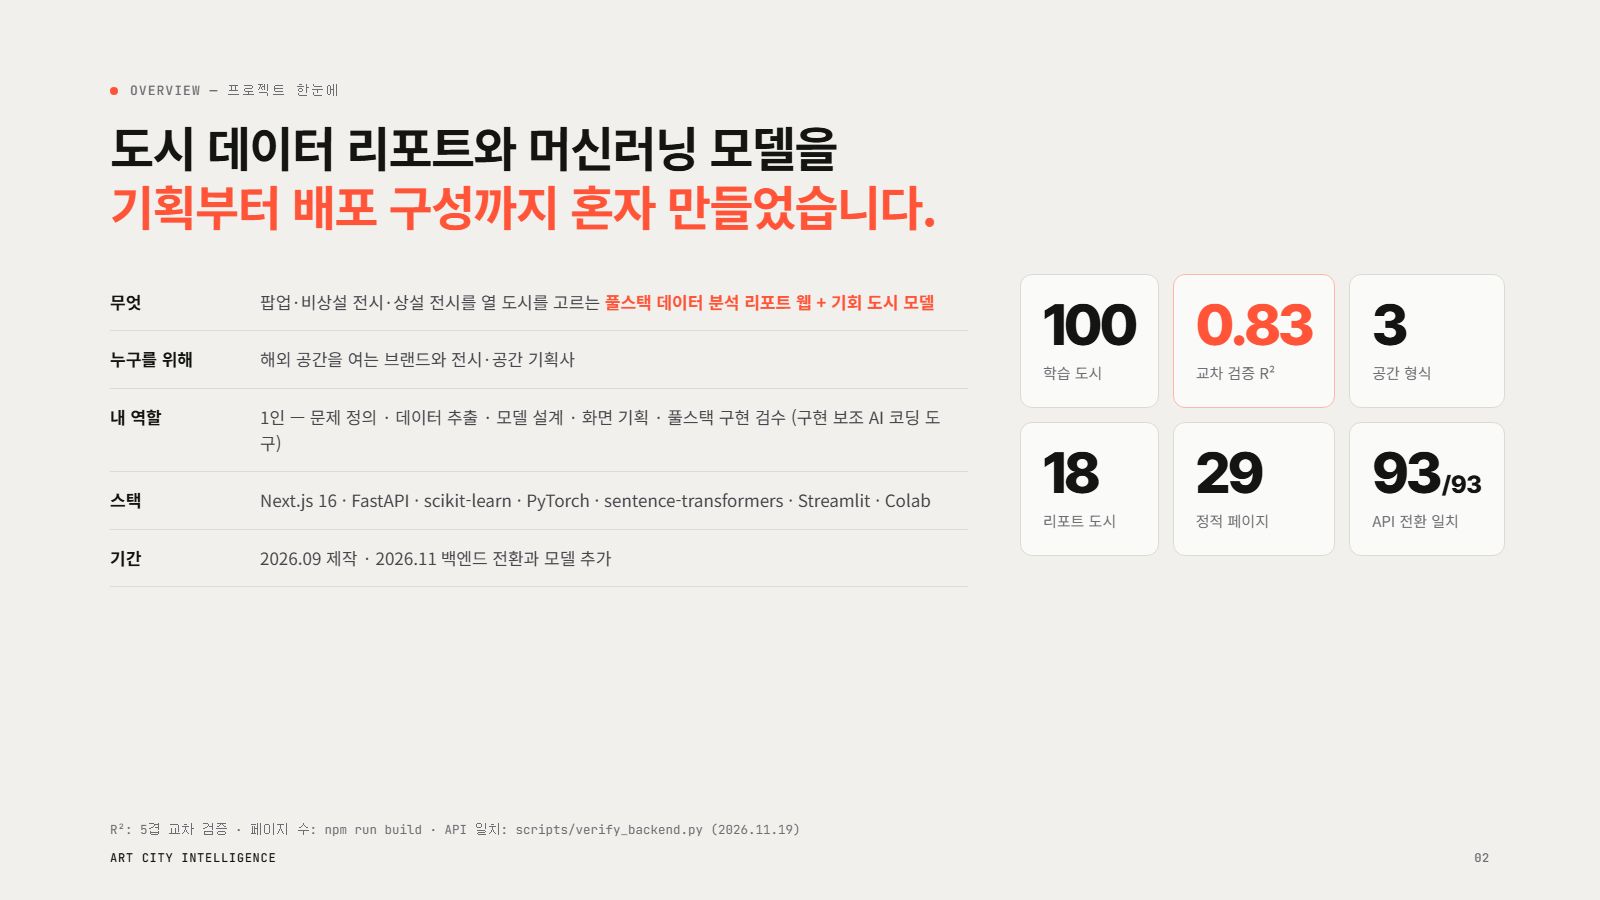 OVERVIEW — 프로젝트 한눈에
도시 데이터 리포트와 머신러닝 모델을
기획부터 배포 구성까지 혼자 만들었습니다.
무엇
팝업·비상설 전시·상설 전시를 열 도시를 고르는 풀스택 데이터 분석 리포트 웹 + 기회 도시 모델
누구를 위해
해외 공간을 여는 브랜드와 전시·공간 기획사
내 역할
1인 — 문제 정의 · 데이터 추출 · 모델 설계 · 화면 기획 · 풀스택 구현 검수 (구현 보조 AI 코딩 도
구)
스택
Next.js 16 · FastAPI · scikit-learn · PyTorch · sentence-transformers · Streamlit · Colab
기간
2026.09 제작 · 2026.11 백엔드 전환과 모델 추가
100
학습 도시
0.83
교차 검증 R²
3
공간 형식
18
리포트 도시
29
정적 페이지
93/93
API 전환 일치
R²: 5겹 교차 검증 · 페이지 수: npm run build · API 일치: scripts/verify_backend.py (2026.11.19)
ART CITY INTELLIGENCE
02